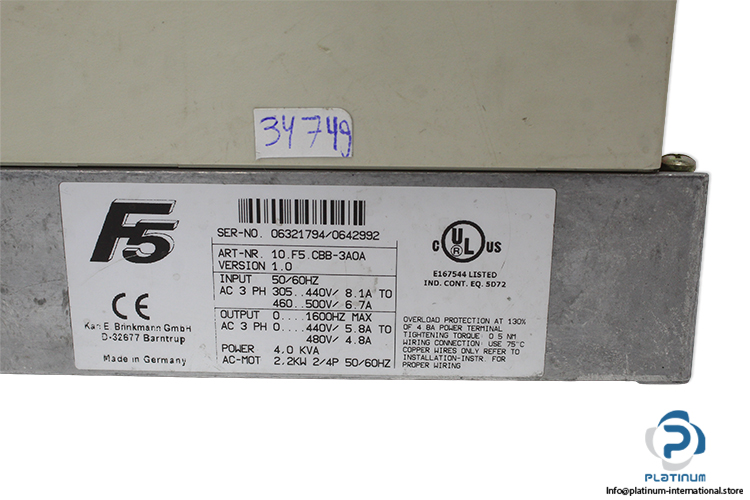 34749
F5
SER-NO. 06321794/0642992
ART-NR. 10.F5.CBB-3A0A
VERSION 1.0
INPUT 50/60HZ
AC 3 PH 305...440V/ 8.1A TO
460...500V/ 6.7A
OUTPUT 0....1600HZ MAX
AC 3 PH 0....440V/ 5.8A TO
480V/ 4.8A
POWER 4.0 KVA
AC-MOT 2.2KW 2/4P 50/60HZ
CE
Karl E. Brinkmann GmbH
D-32677 Barntrup
Made in Germany
C UL US
E167544 LISTED
IND. CONT. EQ. 5D72
OVERLOAD PROTECTION AT 130%
OF 4.8A POWER TERMINAL
TIGHTENING TORQUE: 0.5 NM
WIRING CONNECTION: USE 75°C
COPPER WIRES ONLY REFER TO
INSTALLATION-INSTR. FOR
PROPER WIRING
PLATINUM
Info@platinum-international.store